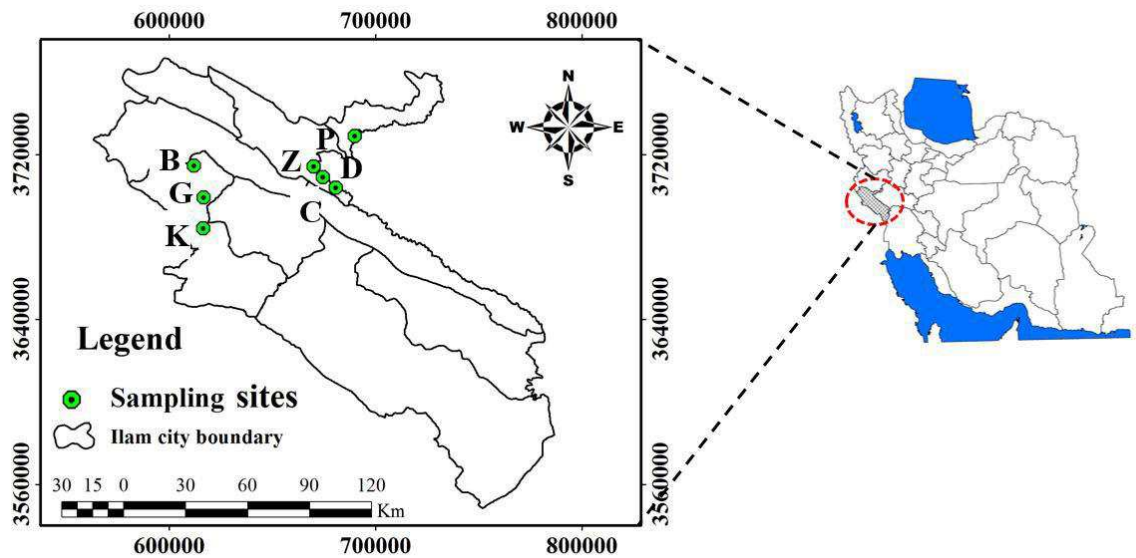 600000 700000 800000
N
W E
S
3720000 3720000
P
B Z D
G
C
K
3640000 3640000
Legend
Sampling sites
Ilam city boundary
3560000 3560000
30 15 0 30 60 90 120
Km
600000 700000 800000